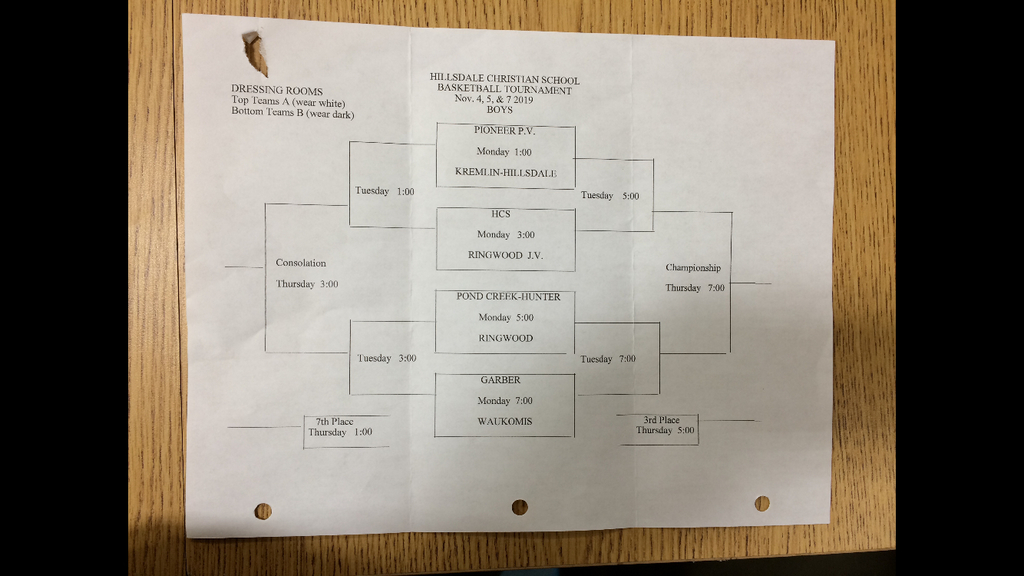 HILLSDALE CHRISTIAN SCHOOL
BASKETBALL TOURNAMENT
Nov. 4, 5, & 7 2019
BOYS
DRESSING ROOMS
Top Teams A (wear white)
Bottom Teams B (wear dark)
PIONEER P.V.
Monday 1:00
KREMLIN-HILLSDALE
Tuesday 1:00
Tuesday 5:00
HCS
Monday 3:00
RINGWOOD J.V.
Consolation
Thursday 3:00
Championship
Thursday 7:00
POND CREEK-HUNTER
Monday 5:00
RINGWOOD
Tuesday 3:00
Tuesday 7:00
GARBER
Monday 7:00
WAUKOMIS
7th Place
Thursday 1:00
3rd Place
Thursday 5:00